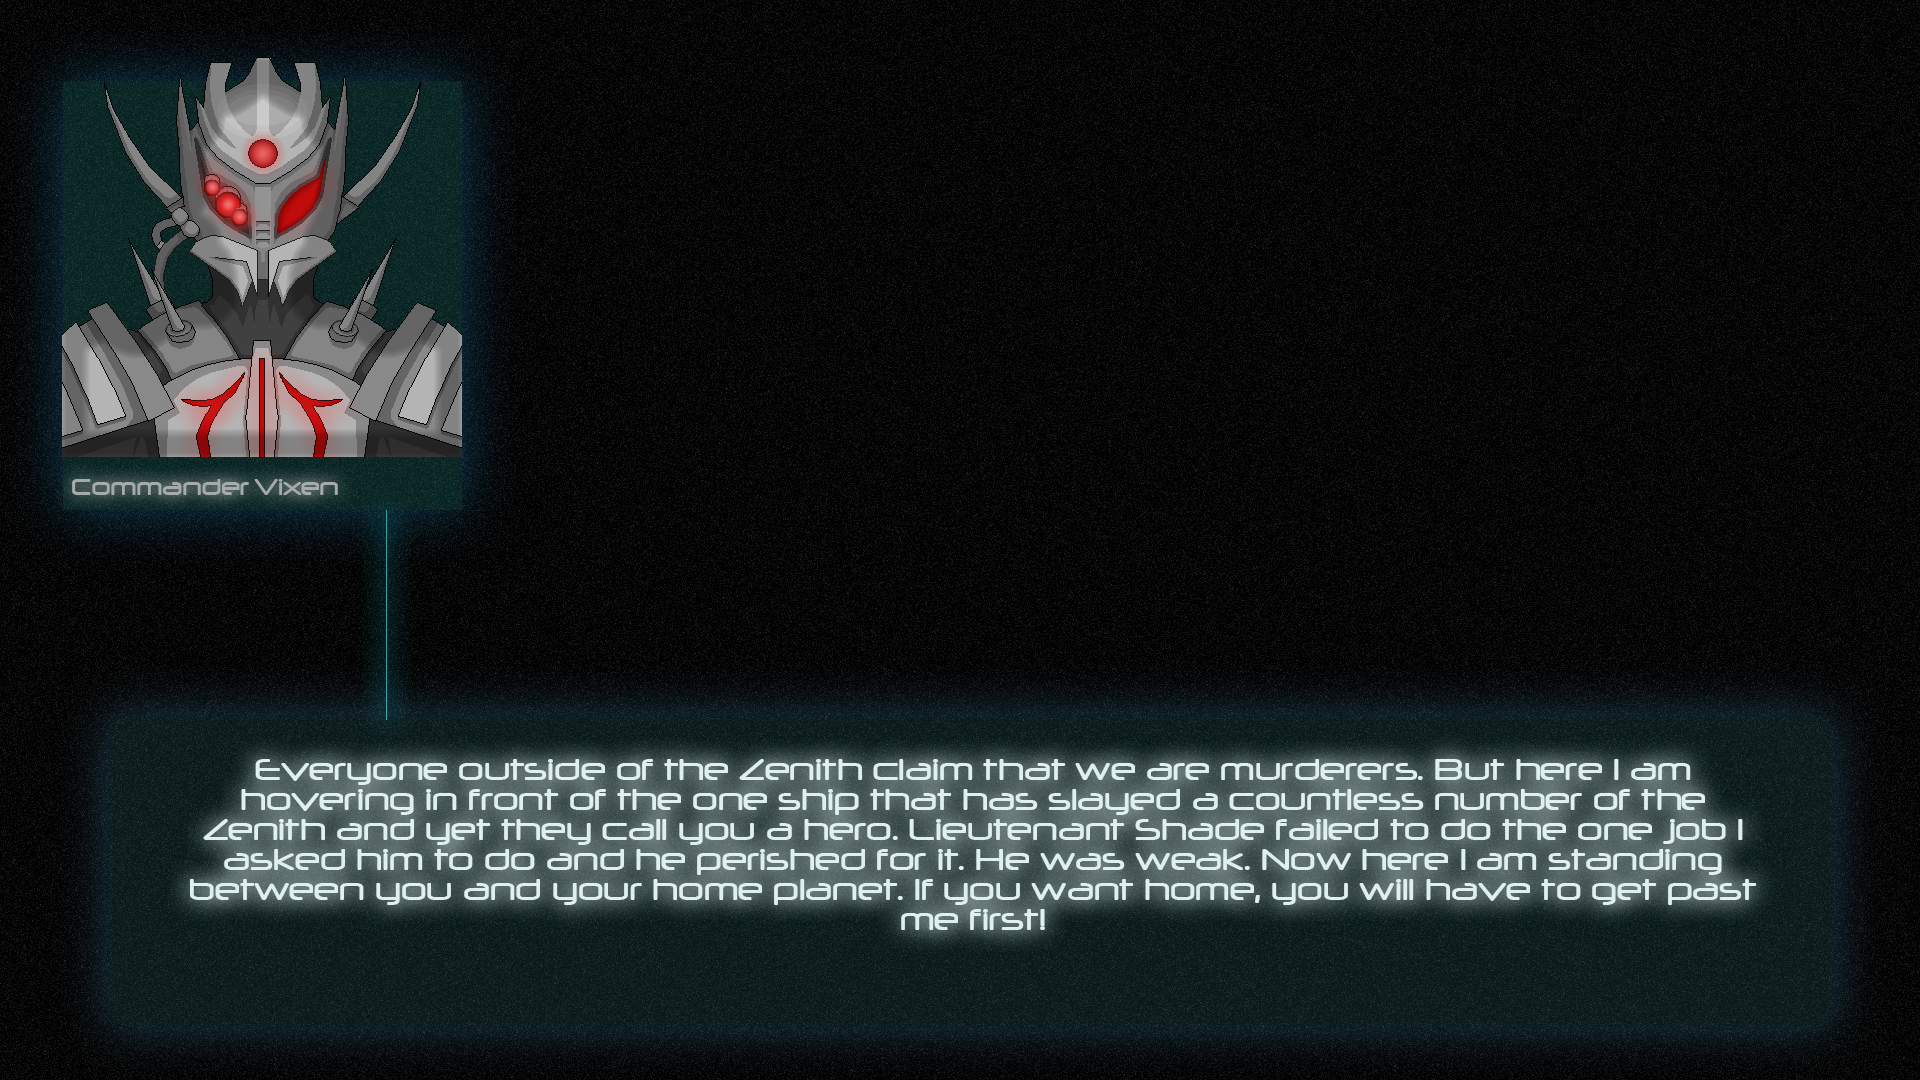 Commander Vixen
Everyone outside of the Zenith claim that we are murderers. But here I am
hovering in front of the one ship that has slayed a countless number of the
Zenith and yet they call you a hero. Lieutenant Shade failed to do the one job I
asked him to do and he perished for it. He was weak. Now here I am standing
between you and your home planet. If you want home, you will have to get past
me first!